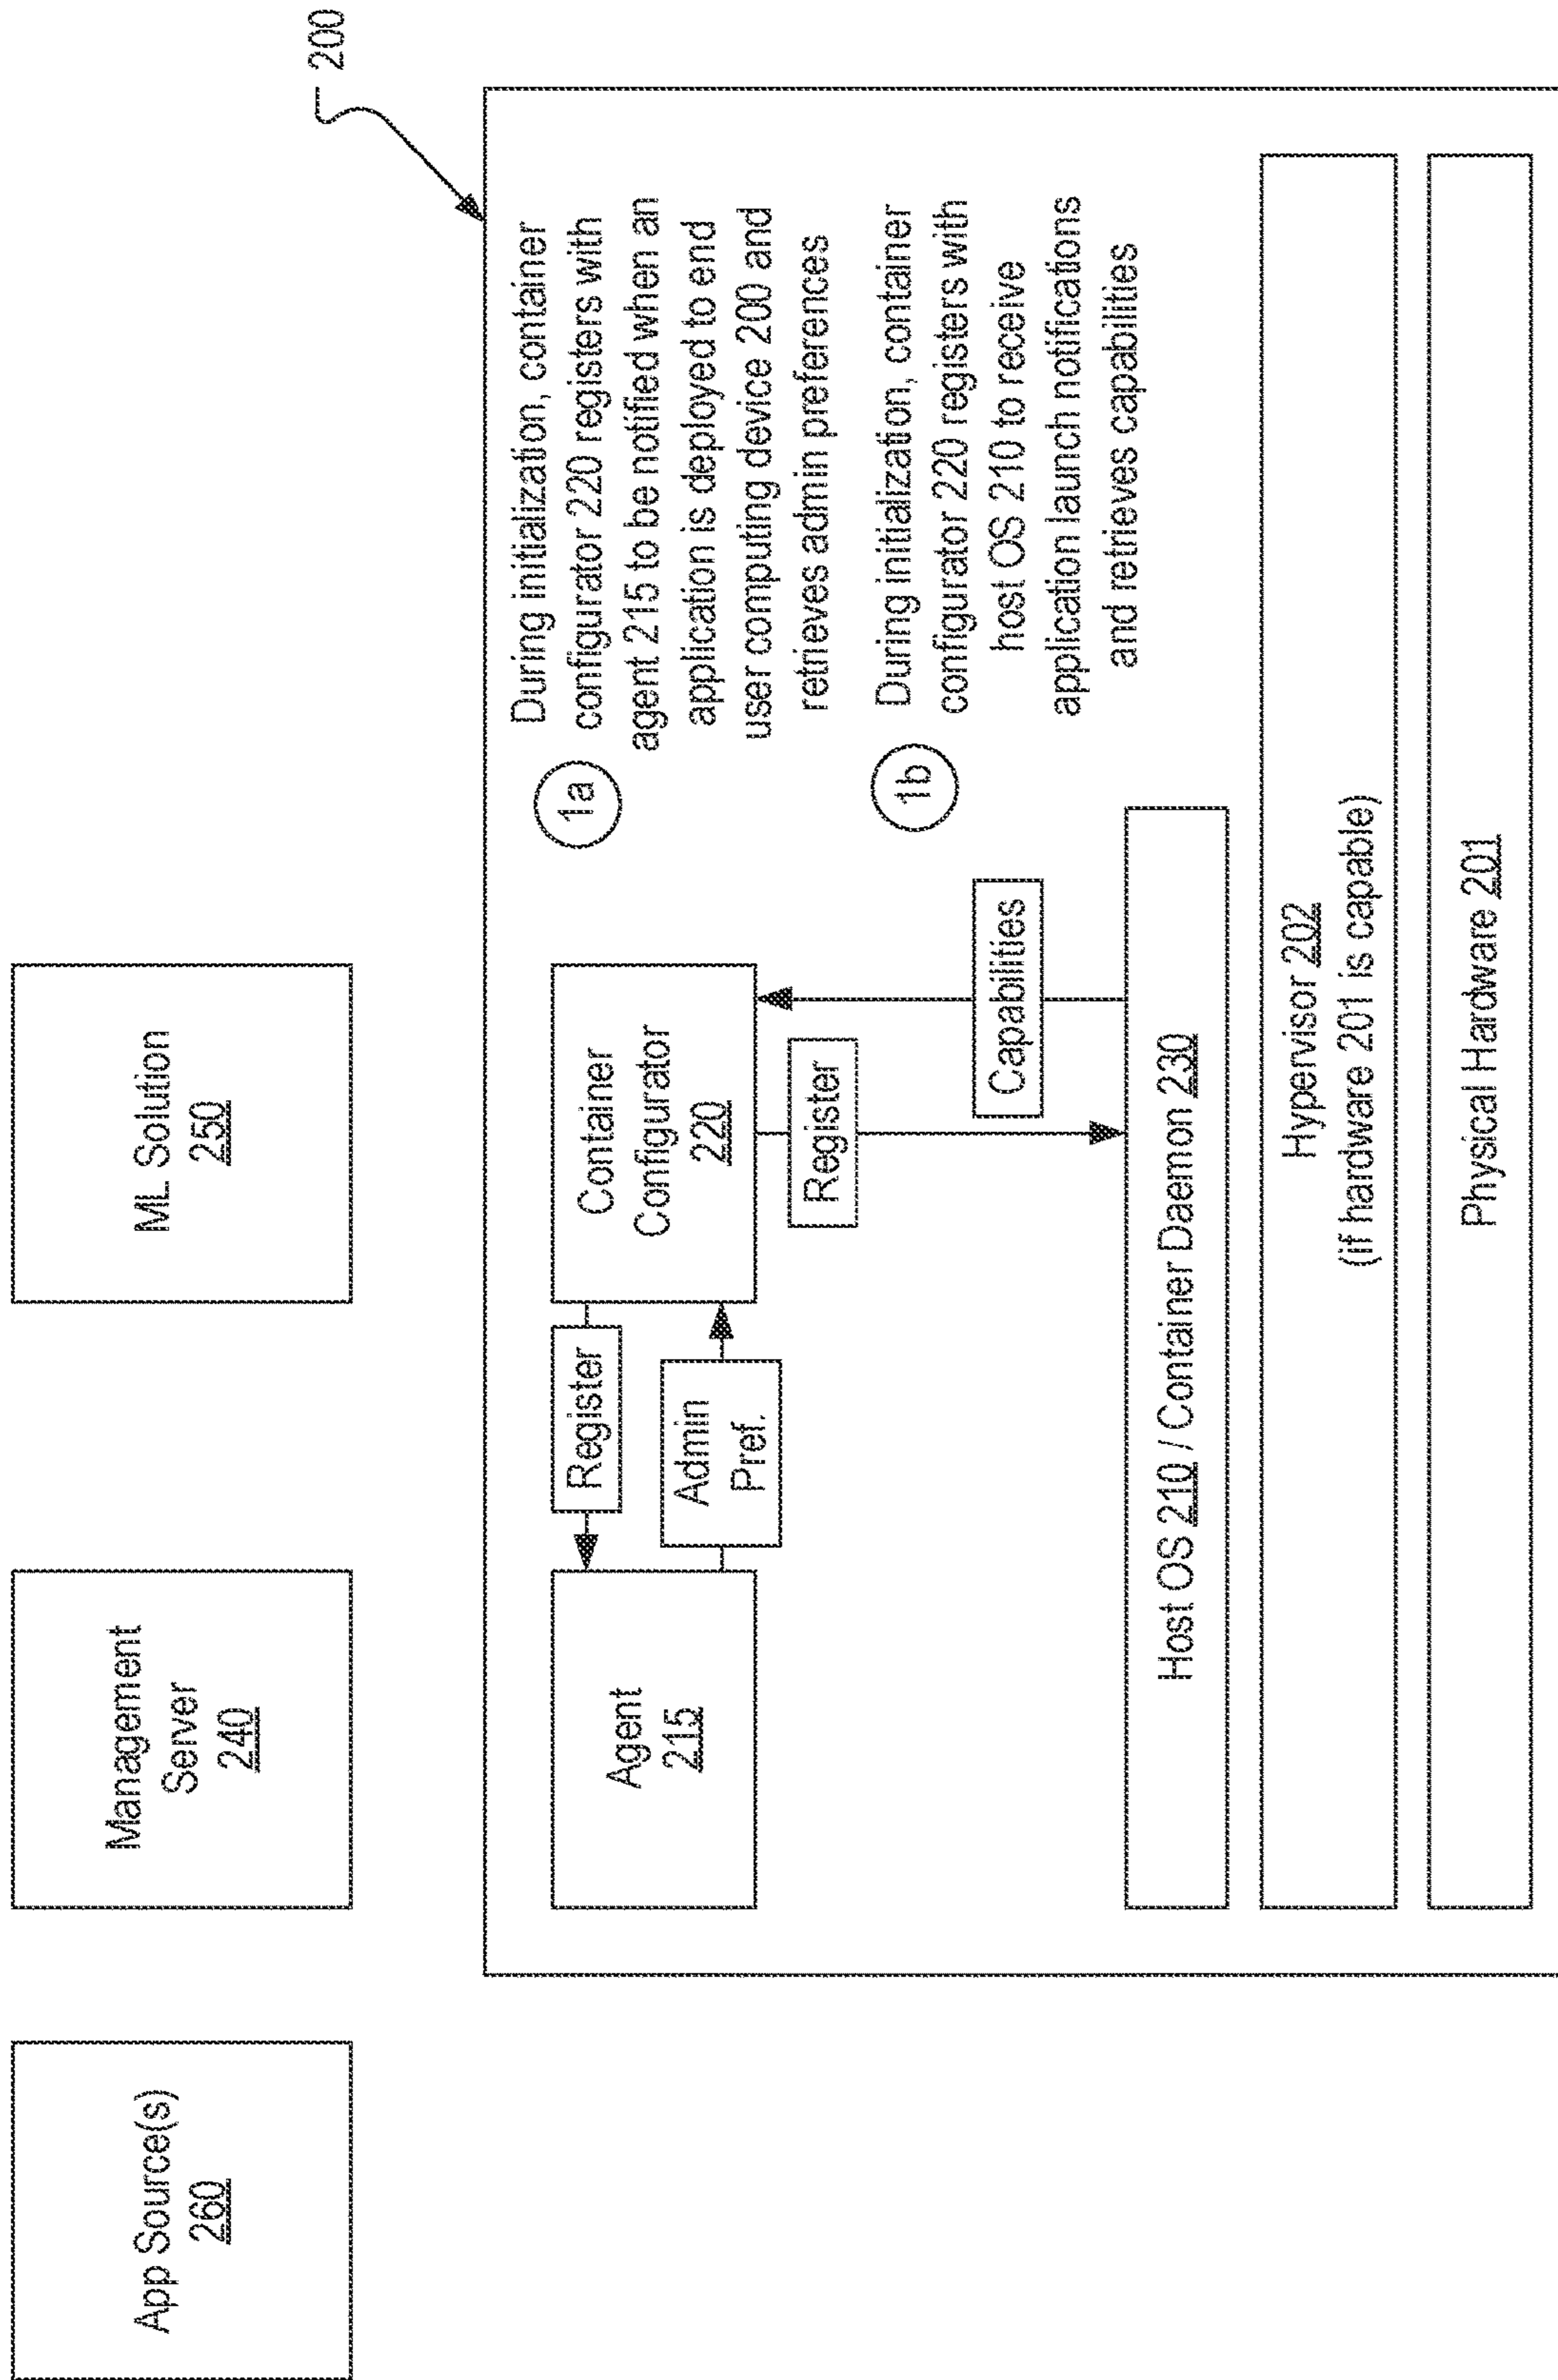 App Source(s)
260
Management
Server
240
ML Solution
250
200
Agent
215
Register
Admin
Pref.
Container
Configurator
220
Register
Capabilities
1a
During initialization, container
configurator 220 registers with
agent 215 to be notified when an
application is deployed to end
user computing device 200 and
retrieves admin preferences
1b
During initialization, container
configurator 220 registers with
host OS 210 to receive
application launch notifications
and retrieves capabilities
Host OS 210 / Container Daemon 230
Hypervisor 202
(if hardware 201 is capable)
Physical Hardware 201